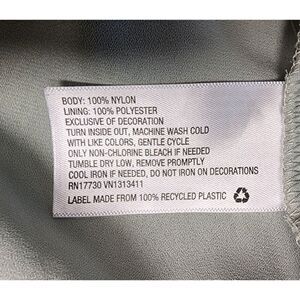 BODY: 100% NYLON
LINING: 100% POLYESTER
EXCLUSIVE OF DECORATION
TURN INSIDE OUT, MACHINE WASH COLD
WITH LIKE COLORS, GENTLE CYCLE
ONLY NON-CHLORINE BLEACH IF NEEDED
TUMBLE DRY LOW, REMOVE PROMPTLY
COOL IRON IF NEEDED, DO NOT IRON ON DECORATIONS
RN17730 VN1313411
LABEL MADE FROM 100% RECYCLED PLASTIC